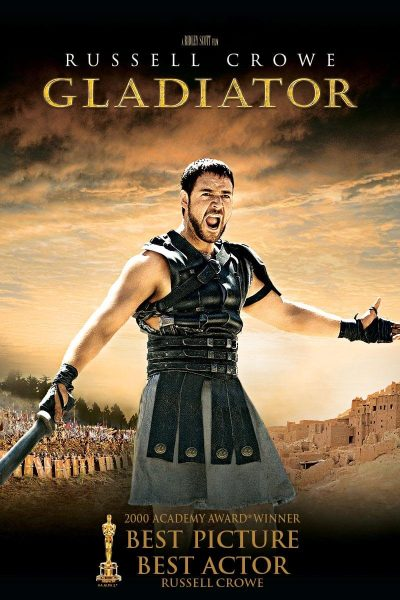 A RIDLEY SCOTT FILM
RUSSELL CROWE
GLADIATOR
2000 ACADEMY AWARD® WINNER
BEST PICTURE
BEST ACTOR
RUSSELL CROWE